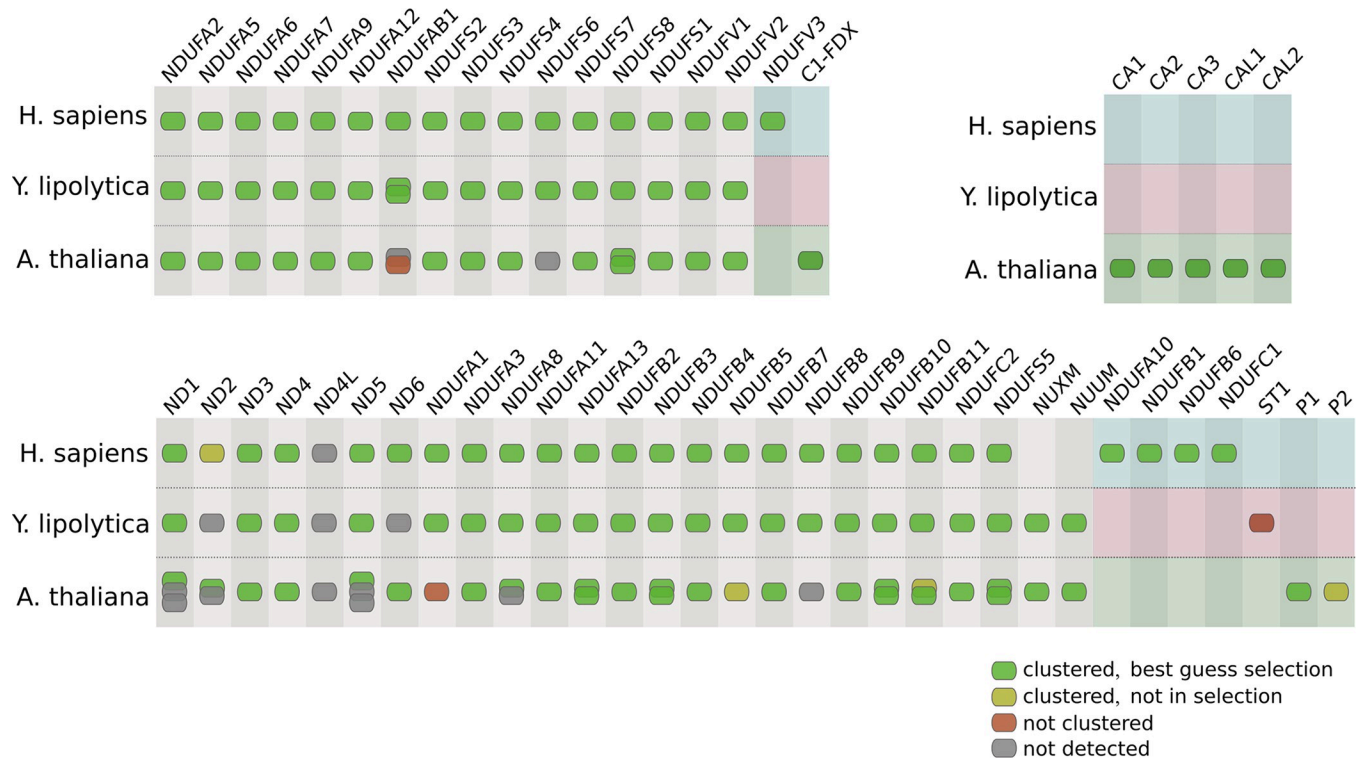 NDUFA2 NDUFA5 NDUFA6 NDUFA7 NDUFA9 NDUFA12 NDUFAB1 NDUFS2 NDUFS3 NDUFS4 NDUFS6 NDUFS7 NDUFS8 NDUFS1 NDUFV1 NDUFV2 NDUFV3 C1-FDX
H. sapiens
Y. lipolytica
A. thaliana
CA1 CA2 CA3 CAL1 CAL2
H. sapiens
Y. lipolytica
A. thaliana
ND1 ND2 ND3 ND4 ND4L ND5 ND6 NDUFA1 NDUFA3 NDUFA8 NDUFA11 NDUFA13 NDUFB2 NDUFB3 NDUFB4 NDUFB5 NDUFB7 NDUFB8 NDUFB9 NDUFB10 NDUFB11 NDUFC2 NDUFS5 NUXM NUUM NDUFA10 NDUFB1 NDUFB6 NDUFC1 ST1 P1 P2
H. sapiens
Y. lipolytica
A. thaliana
clustered, best guess selection
clustered, not in selection
not clustered
not detected